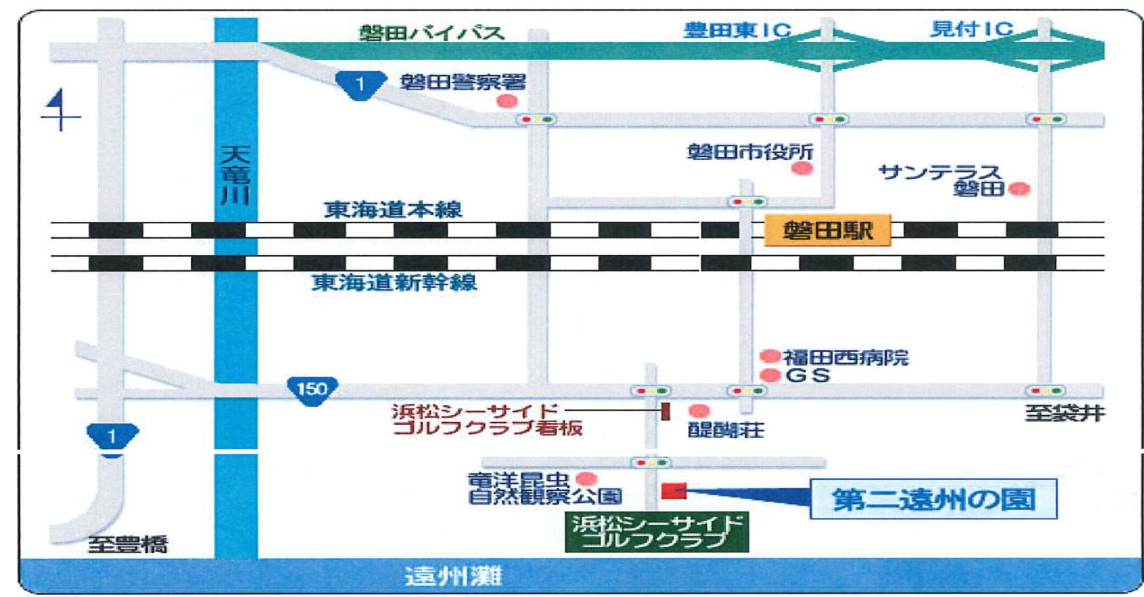 磐田バイパス
豊田東IC
見付IC
1
磐田警察署
天竜川
磐田市役所
サンテラス
磐田
東海道本線
磐田駅
東海道新幹線
福田西病院
GS
150
浜松シーサイド
ゴルフクラブ看板
醍醐荘
至袋井
1
竜洋昆虫
自然観察公園
第二遠州の園
浜松シーサイド
ゴルフクラブ
至豊橋
遠州灘